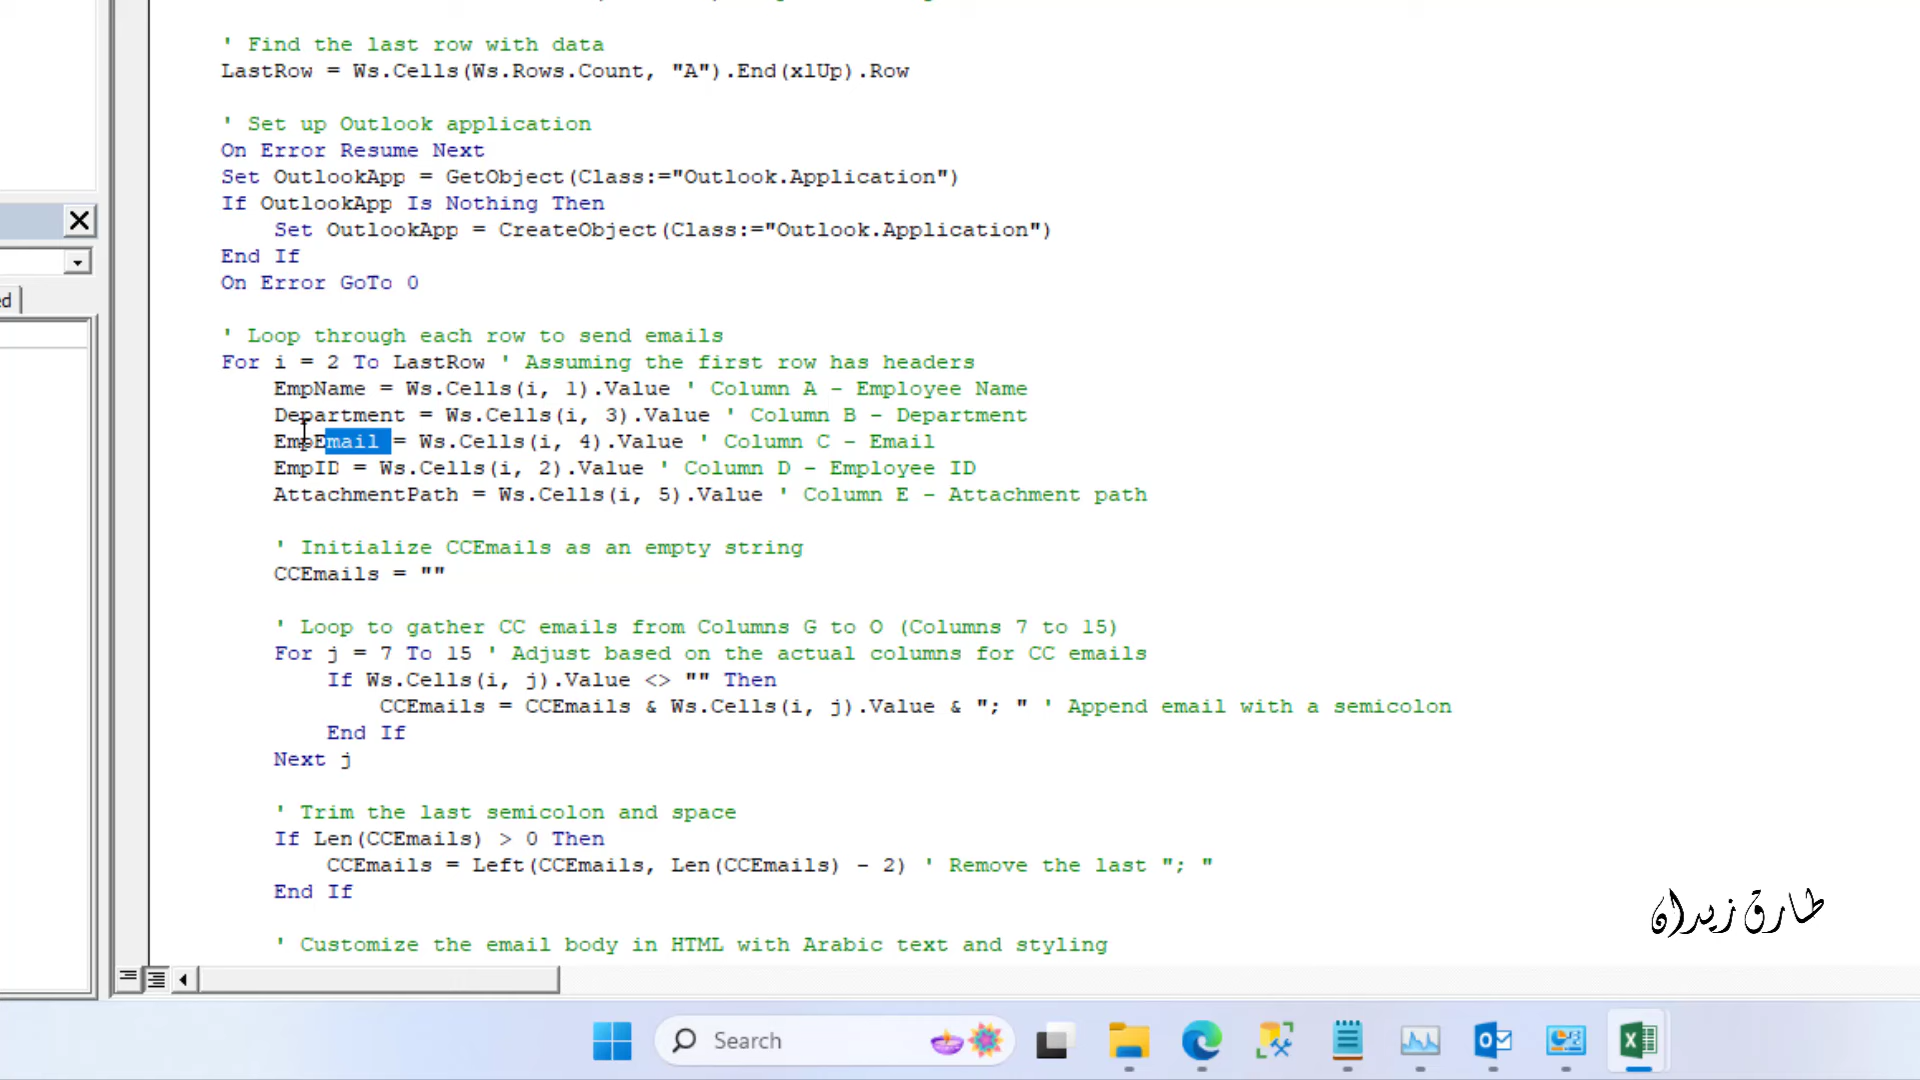 ' Find the last row with data
LastRow = Ws.Cells(Ws.Rows.Count, "A").End(xlUp).Row
' Set up Outlook application
On Error Resume Next
Set OutlookApp = GetObject(Class:="Outlook.Application")
If OutlookApp Is Nothing Then
Set OutlookApp = CreateObject(Class:="Outlook.Application")
End If
On Error GoTo 0
ed
' Loop through each row to send emails
For i = 2 To LastRow ' Assuming the first row has headers
EmpName = Ws.Cells(i, 1).Value ' Column A - Employee Name
Department = Ws.Cells(i, 3).Value ' Column B - Department
EmpEmail = Ws.Cells(i, 4).Value ' Column C - Email
EmpID = Ws.Cells(i, 2).Value ' Column D - Employee ID
AttachmentPath = Ws.Cells(i, 5).Value ' Column E - Attachment path
' Initialize CCEmails as an empty string
CCEmails = ""
' Loop to gather CC emails from Columns G to O (Columns 7 to 15)
For j = 7 To 15 ' Adjust based on the actual columns for CC emails
If Ws.Cells(i, j).Value <> "" Then
CCEmails = CCEmails & Ws.Cells(i, j).Value & "; " ' Append email with a semicolon
End If
Next j
' Trim the last semicolon and space
If Len(CCEmails) > 0 Then
CCEmails = Left(CCEmails, Len(CCEmails) - 2) ' Remove the last "; "
End If
طارق زيدان
' Customize the email body in HTML with Arabic text and styling
Search